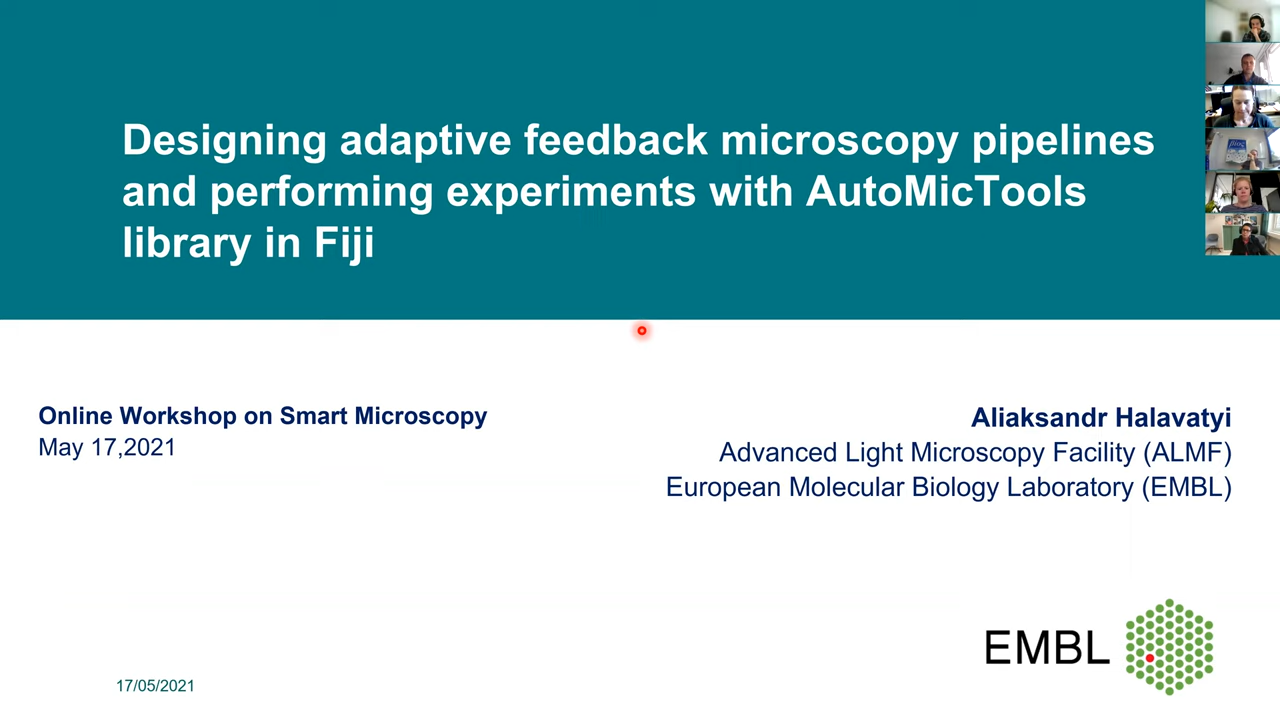 Designing adaptive feedback microscopy pipelines
and performing experiments with AutoMicTools
library in Fiji
Online Workshop on Smart Microscopy
May 17,2021
Aliaksandr Halavatyi
Advanced Light Microscopy Facility (ALMF)
European Molecular Biology Laboratory (EMBL)
EMBL
17/05/2021